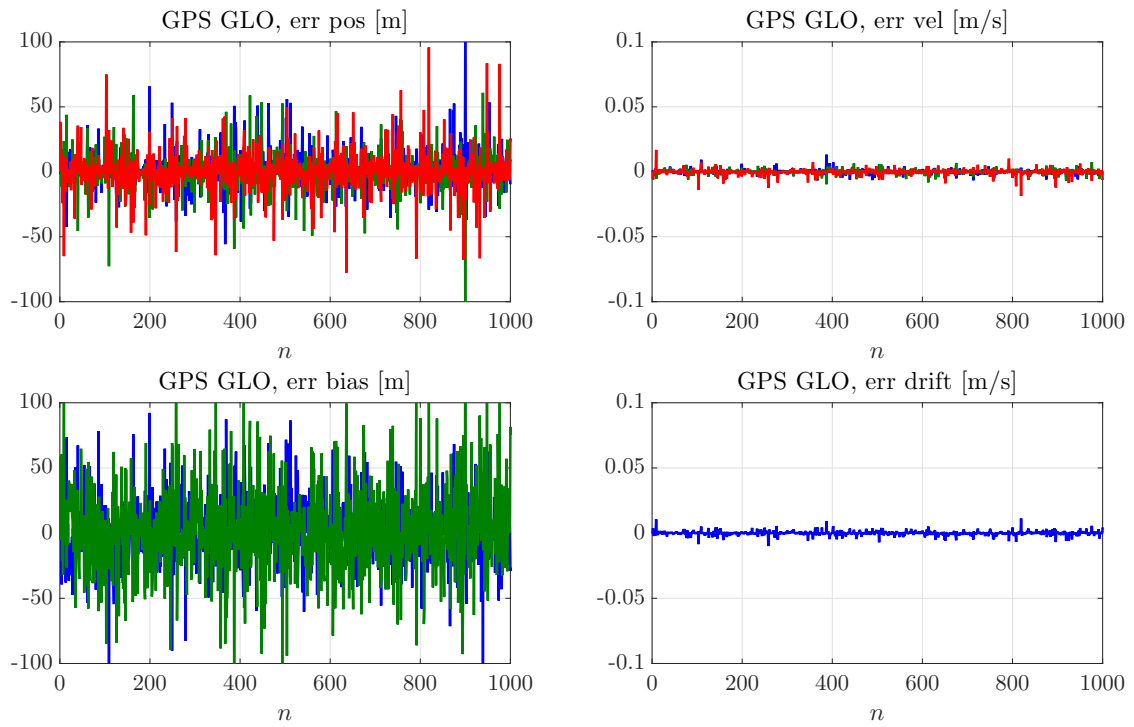 GPS GLO, err pos [m]
100
50
0
-50
-100
0 200 400 600 800 1000
n
GPS GLO, err vel [m/s]
0.1
0.05
0
-0.05
-0.1
0 200 400 600 800 1000
n
GPS GLO, err bias [m]
100
50
0
-50
-100
0 200 400 600 800 1000
n
GPS GLO, err drift [m/s]
0.1
0.05
0
-0.05
-0.1
0 200 400 600 800 1000
n